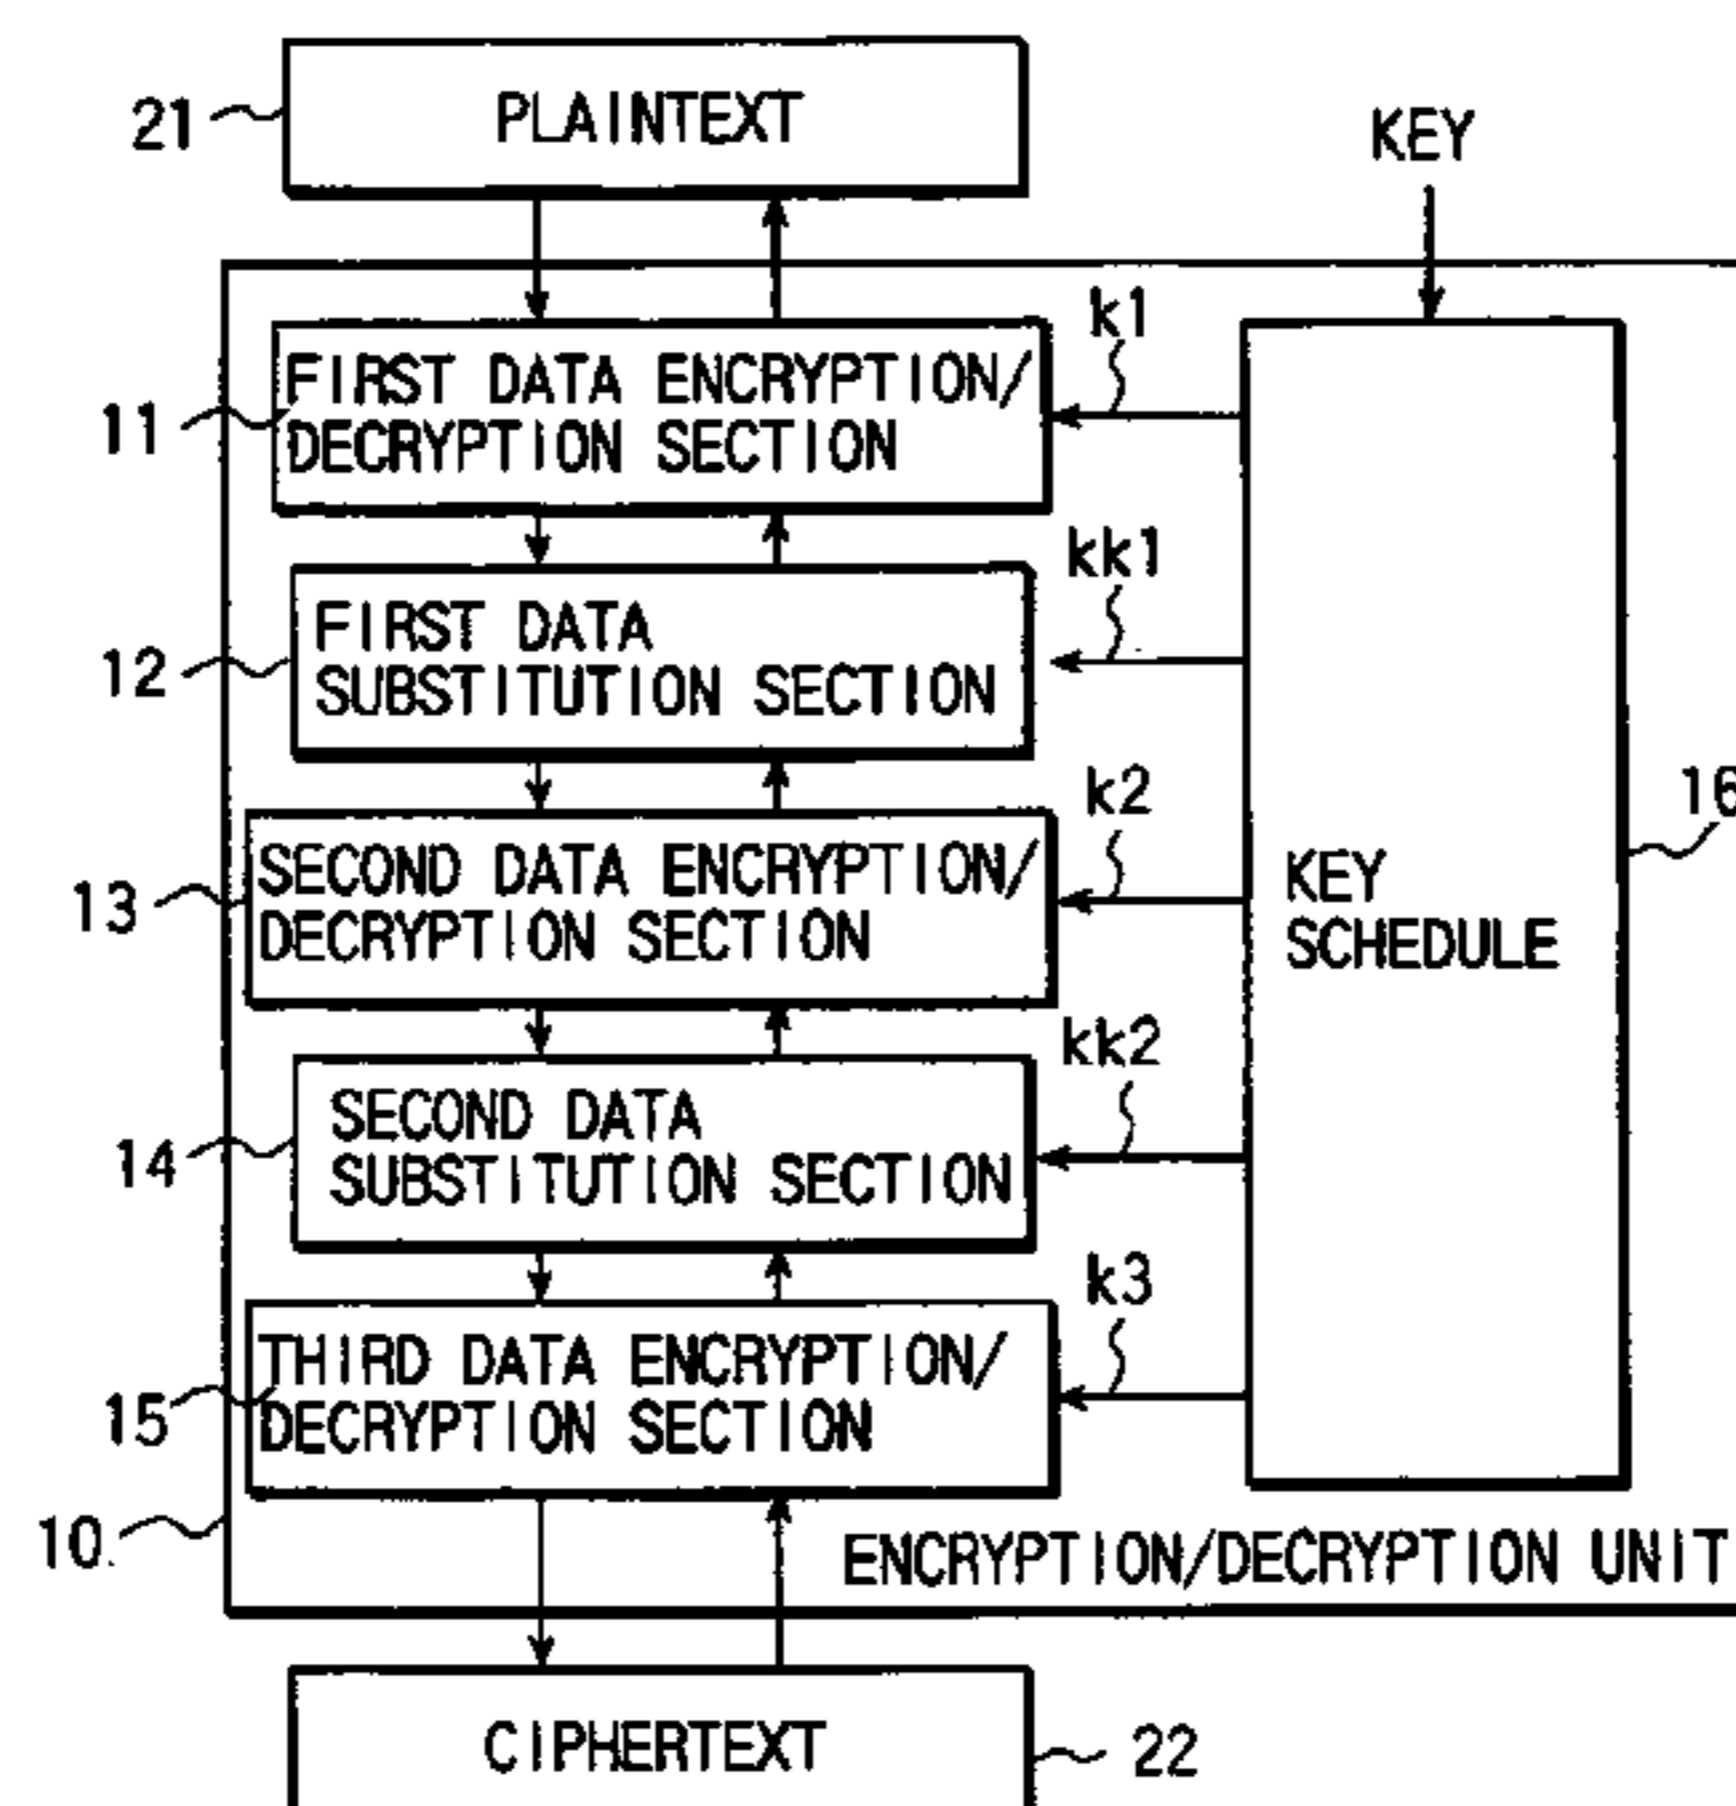 21
PLAINTEXT
KEY
k1
11
FIRST DATA ENCRYPTION/
DECRYPTION SECTION
kk1
12
FIRST DATA
SUBSTITUTION SECTION
k2
16
13
SECOND DATA ENCRYPTION/
DECRYPTION SECTION
KEY
SCHEDULE
kk2
14
SECOND DATA
SUBSTITUTION SECTION
k3
15
THIRD DATA ENCRYPTION/
DECRYPTION SECTION
10
ENCRYPTION/DECRYPTION UNIT
CIPHERTEXT
22